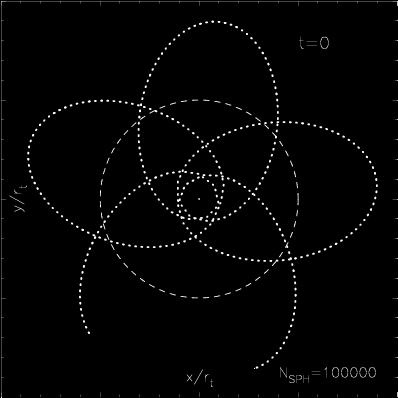 t=0
y/r_t
x/r_t
N_SPH=100000